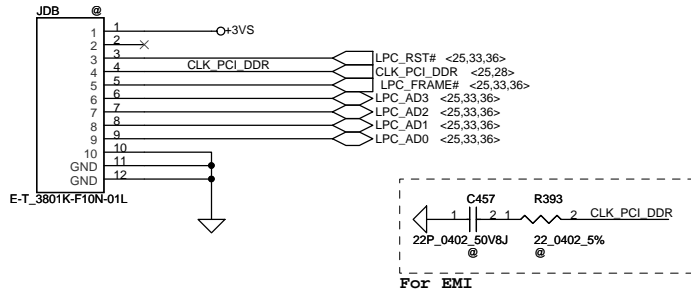 JDB @
1 1 +3VS
2 2
3 3 LPC_RST# <25,33,36>
4 4 CLK_PCI_DDR CLK_PCI_DDR <25,28>
5 5 LPC_FRAME# <25,33,36>
6 6 LPC_AD3 <25,33,36>
7 7 LPC_AD2 <25,33,36>
8 8 LPC_AD1 <25,33,36>
9 9 LPC_AD0 <25,33,36>
10 10
GND 11
GND 12
E-T_3801K-F10N-01L
C457 R393
1 2 1 2 CLK_PCI_DDR
22P_0402_50V8J 22_0402_5%
@ @
For EMI